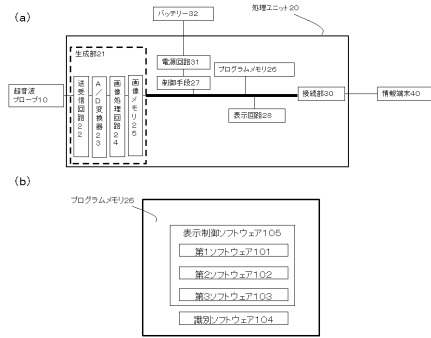 (a)
バッテリー32
処理ユニット20
生成部21
電源回路31
プログラムメモリ26
制御手段27
超音波
プローブ10
送受信回路22
A/D変換器23
画像処理回路24
画像メモリ25
接続部30
情報端末40
表示回路28
(b)
プログラムメモリ26
表示制御ソフトウェア105
第1ソフトウェア101
第2ソフトウェア102
第3ソフトウェア103
識別ソフトウェア104